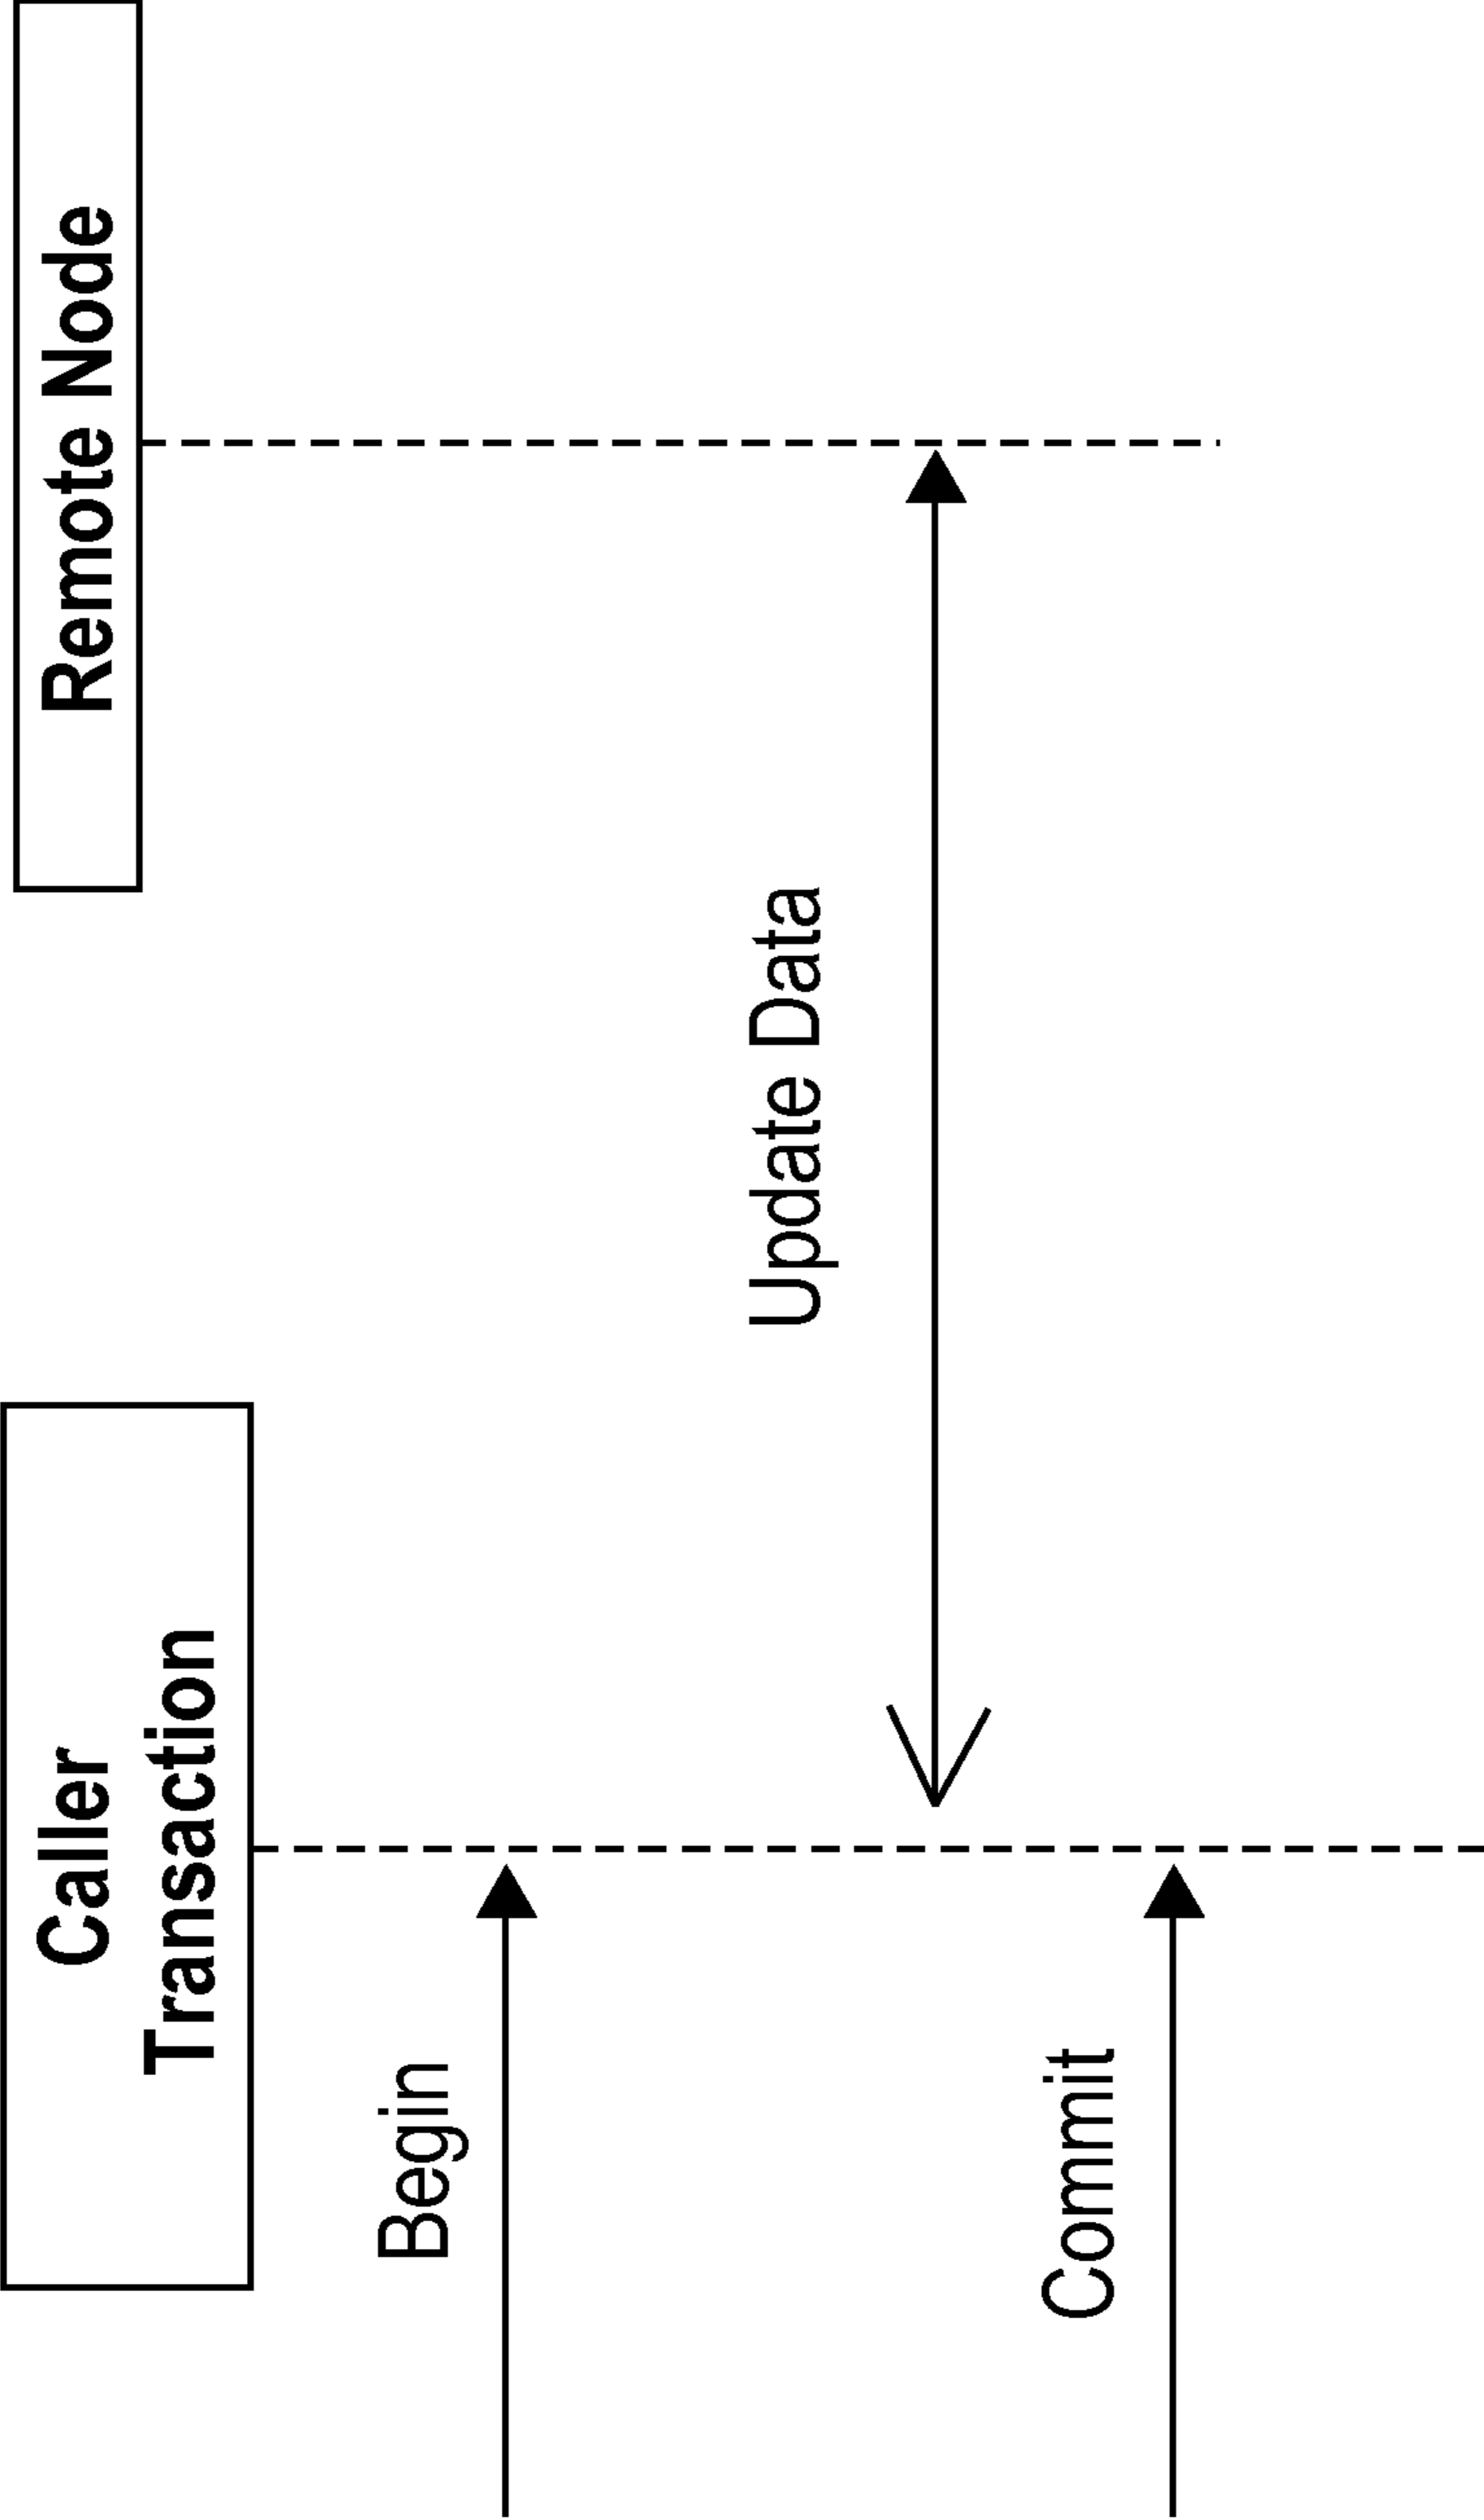 Caller
Transaction
Remote Node
Begin
Update Data
Commit